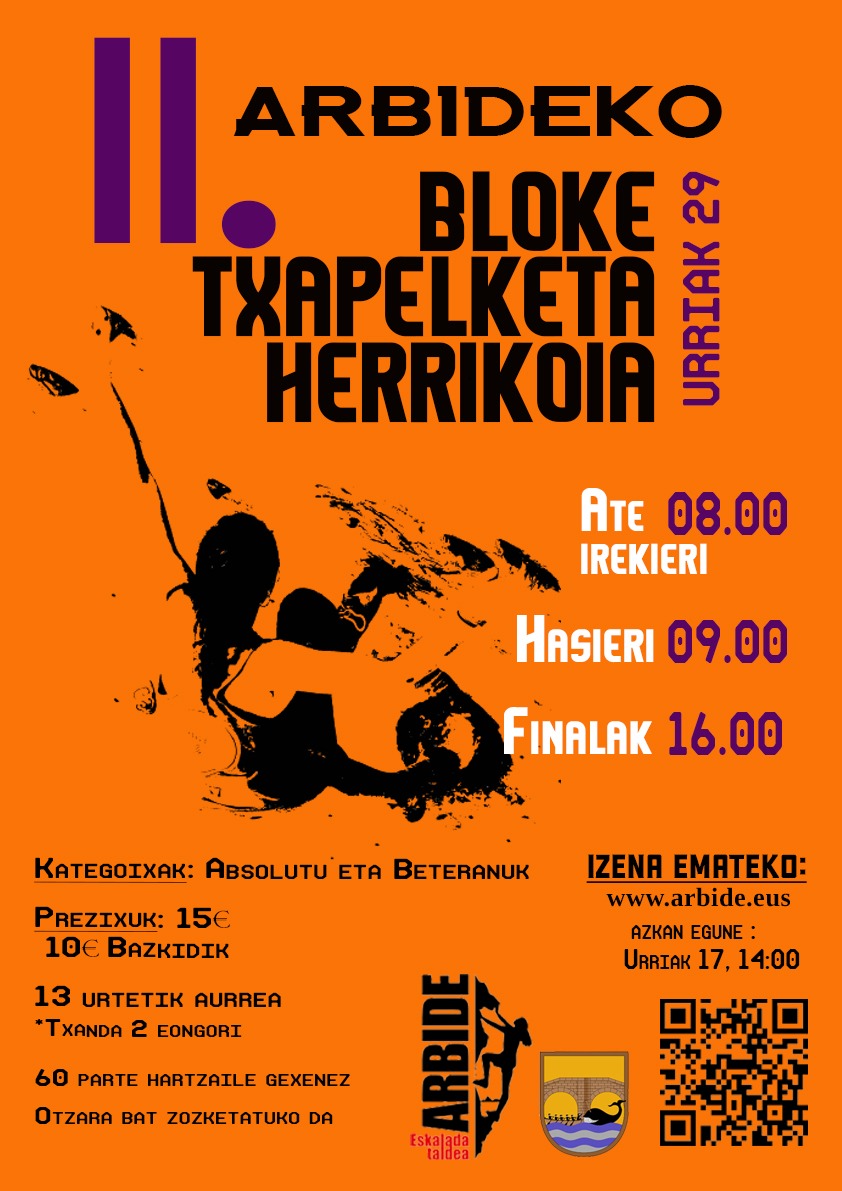 II. ARBIDEKO
BLOKE
TXAPELKETA
HERRIKOIA
URRIAK 29
ATE 08.00
IREKIERI
HASIERI 09.00
FINALAK 16.00
KATEGOIXAK: ABSOLUTU ETA BETERANUK
PREZIXUK: 15€
10€ BAZKIDIK
13 URTETIK AURREA
*TXANDA 2 EONGORI
60 PARTE HARTZAILE GEXENEZ
OTZARA BAT ZOZKETATUKO DA
IZENA EMATEKO:
www.arbide.eus
AZKAN EGUNE :
URRIAK 17, 14:00
ARBIDE
Eskalada
taldea